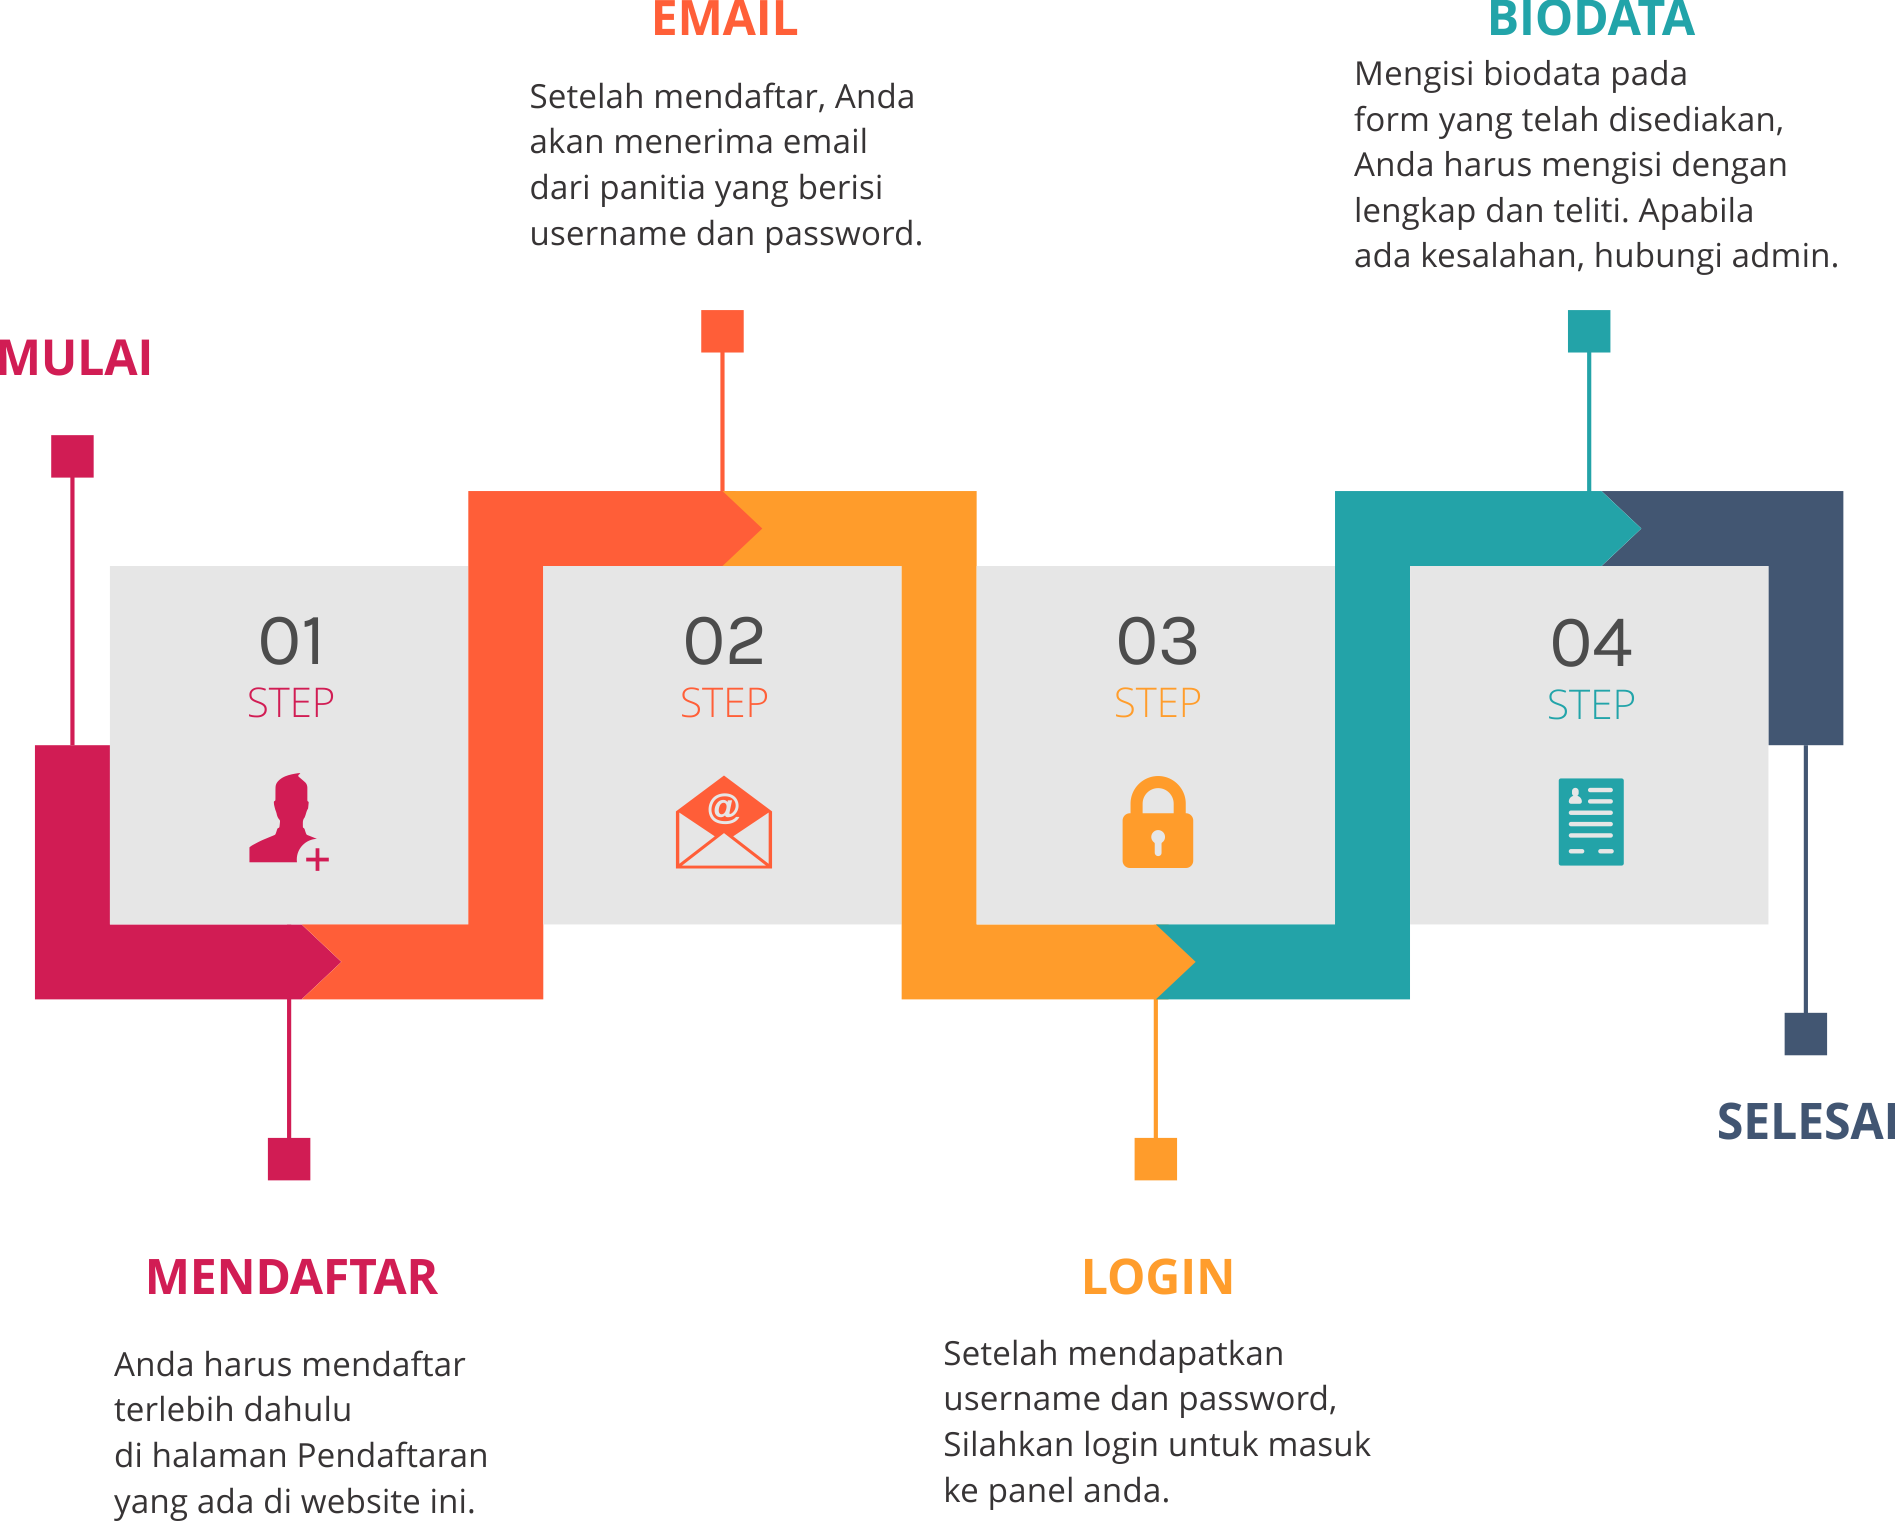 MULAI
01
STEP
MENDAFTAR
Anda harus mendaftar
terlebih dahulu
di halaman Pendaftaran
yang ada di website ini.
EMAIL
Setelah mendaftar, Anda
akan menerima email
dari panitia yang berisi
username dan password.
02
STEP
@
03
STEP
LOGIN
Setelah mendapatkan
username dan password,
Silahkan login untuk masuk
ke panel anda.
BIODATA
Mengisi biodata pada
form yang telah disediakan,
Anda harus mengisi dengan
lengkap dan teliti. Apabila
ada kesalahan, hubungi admin.
04
STEP
SELESAI